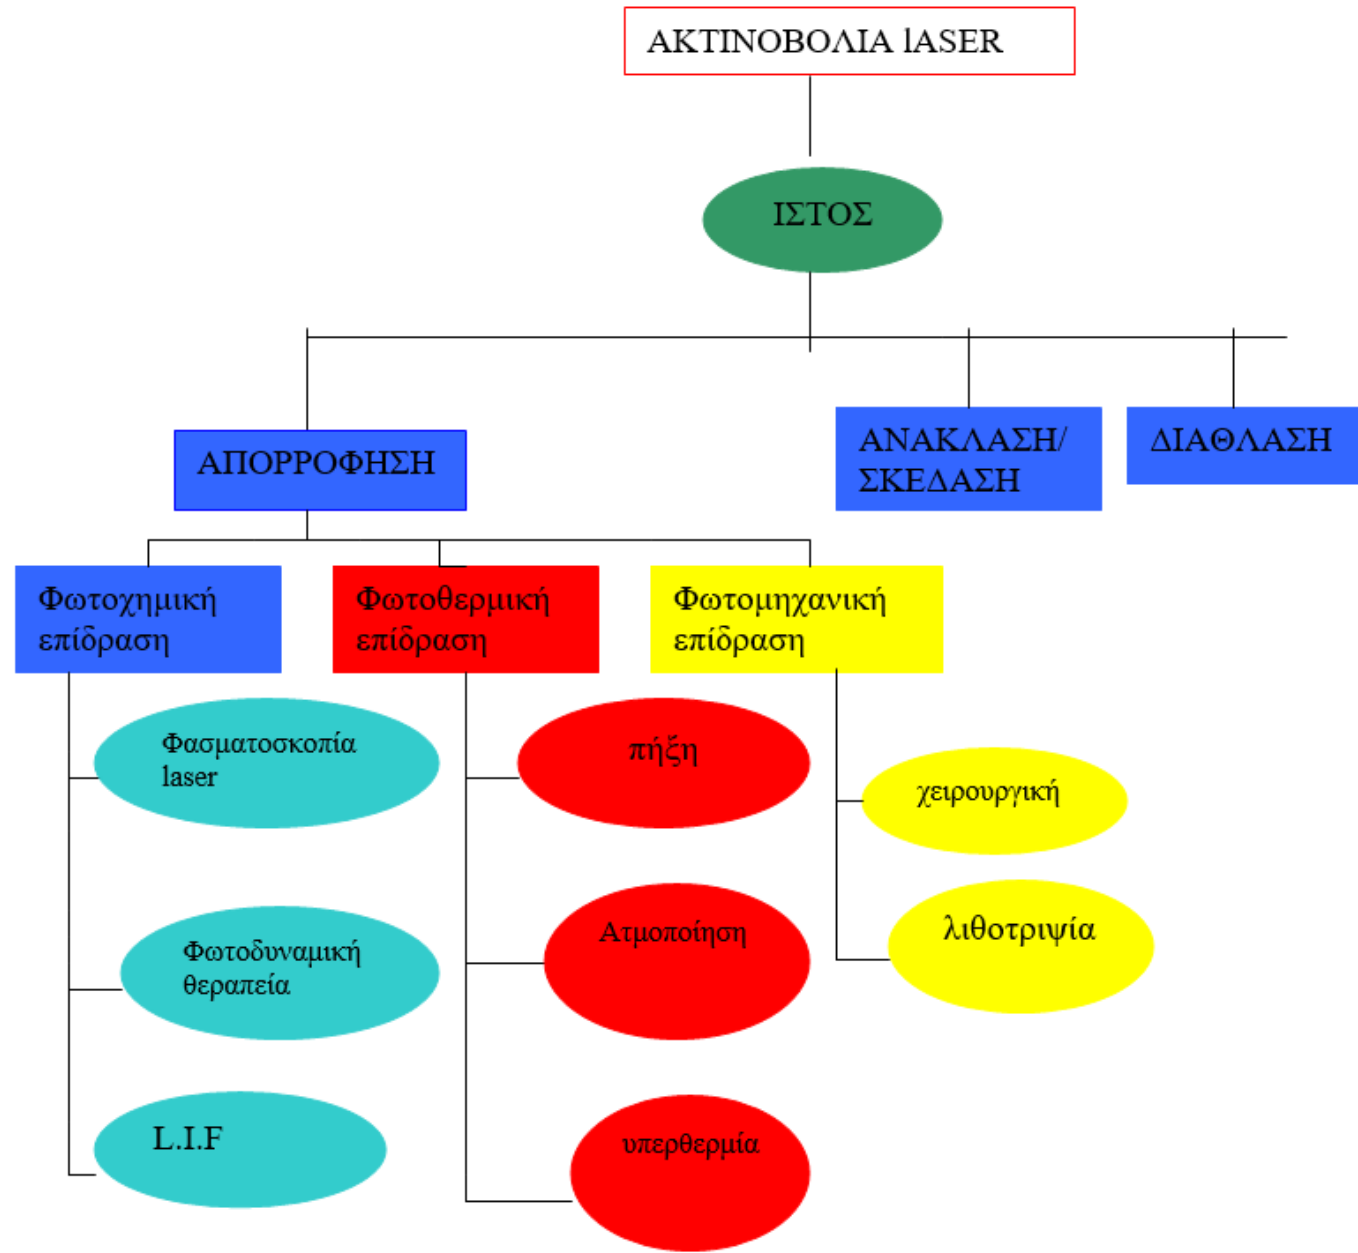 ΑΚΤΙΝΟΒΟΛΙΑ lASER
ΙΣΤΟΣ
ΑΠΟΡΡΟΦΗΣΗ
ΑΝΑΚΛΑΣΗ/
ΣΚΕΔΑΣΗ
ΔΙΑΘΛΑΣΗ
Φωτοχημική
επίδραση
Φωτοθερμική
επίδραση
Φωτομηχανική
επίδραση
Φασματοσκοπία
laser
πήξη
χειρουργική
Φωτοδυναμική
θεραπεία
Ατμοποίηση
λιθοτριψία
L.I.F
υπερθερμία